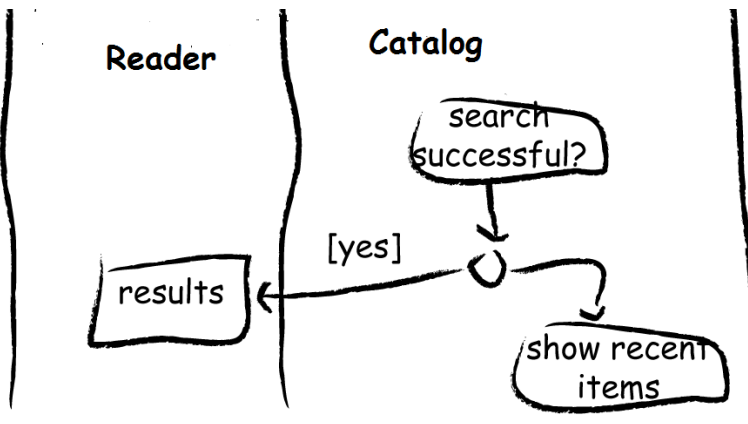 Reader
Catalog
search
successful?
[yes]
results
show recent
items